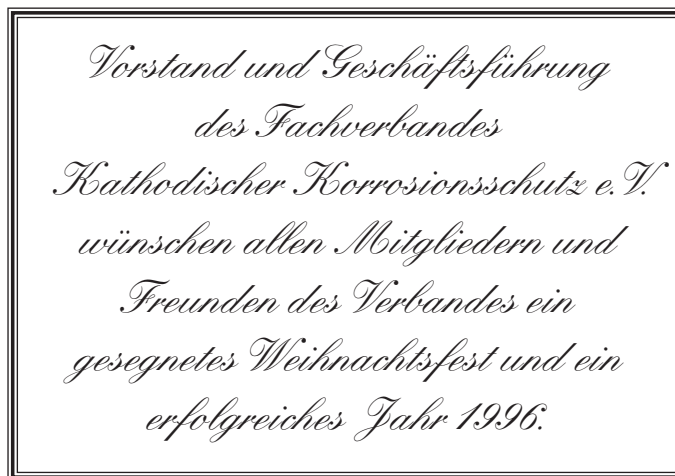 Vorstand und Geschäftsführung
des Fachverbandes
Kathodischer Korrosionsschutz e.V.
wünschen allen Mitgliedern und
Freunden des Verbandes ein
gesegnetes Weihnachtsfest und ein
erfolgreiches Jahr 1996.